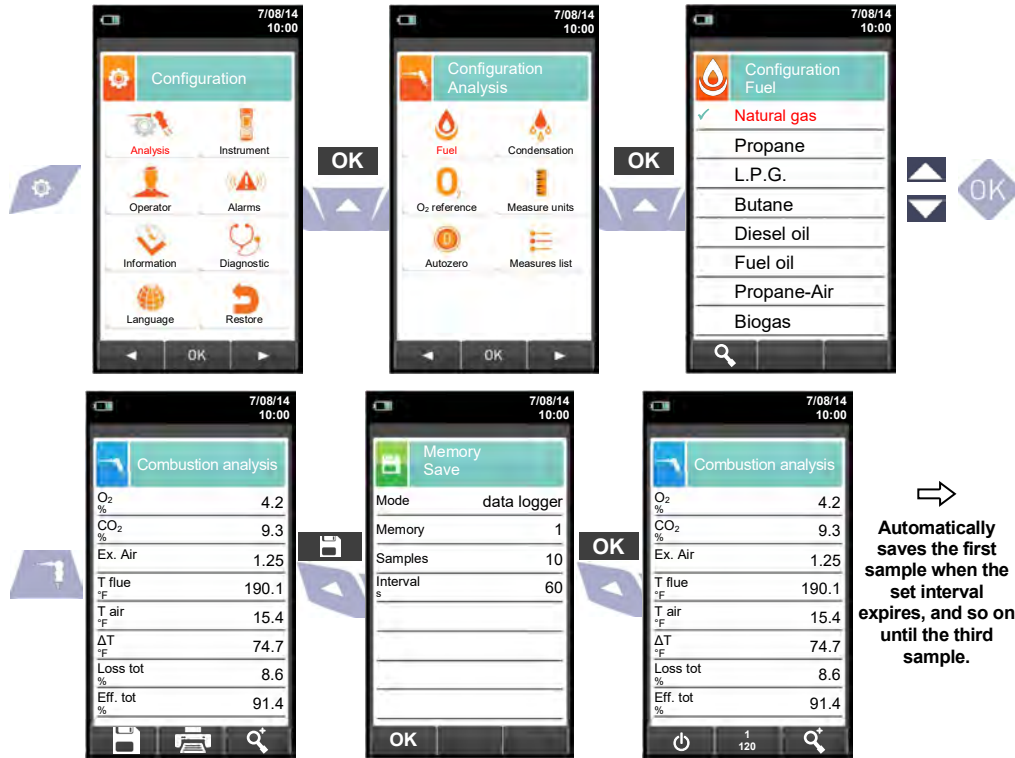 7/08/14
10:00
Configuration
Analysis
Instrument
Operator
Alarms
Information
Diagnostic
Language
Restore
OK
OK
7/08/14
10:00
Configuration
Analysis
Fuel
Condensation
O₂ reference
Measure units
Autozero
Measures list
OK
OK
7/08/14
10:00
Configuration
Fuel
Natural gas
Propane
L.P.G.
Butane
Diesel oil
Fuel oil
Propane-Air
Biogas
OK
7/08/14
10:00
Combustion analysis
O₂
% 4.2
CO₂
% 9.3
Ex. Air 1.25
T flue
°F 190.1
T air
°F 15.4
ΔT
°F 74.7
Loss tot
% 8.6
Eff. tot
% 91.4
7/08/14
10:00
Memory
Save
Mode data logger
Memory 1
Samples 10
Interval
s 60
OK
OK
7/08/14
10:00
Combustion analysis
O₂
% 4.2
CO₂
% 9.3
Ex. Air 1.25
T flue
°F 190.1
T air
°F 15.4
ΔT
°F 74.7
Loss tot
% 8.6
Eff. tot
% 91.4
1
120
Automatically
saves the first
sample when the
set interval
expires, and so on
until the third
sample.